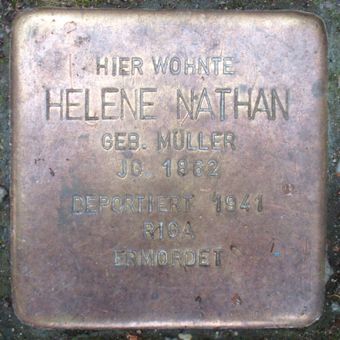 HIER WOHNTE
HELENE NATHAN
GEB. MÜLLER
JG. 1882
DEPORTIERT 1941
RIGA
ERMORDET